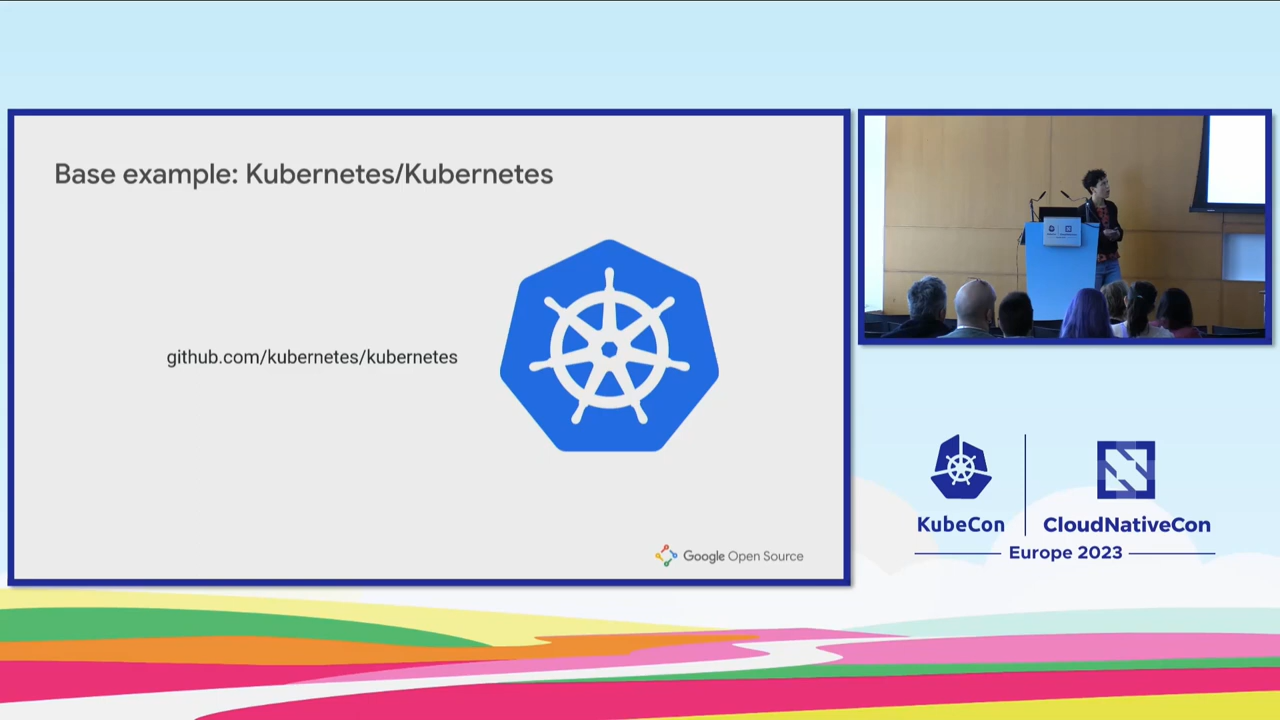 Base example: Kubernetes/Kubernetes
github.com/kubernetes/kubernetes
Google Open Source
KubeCon
CloudNativeCon
Europe 2023